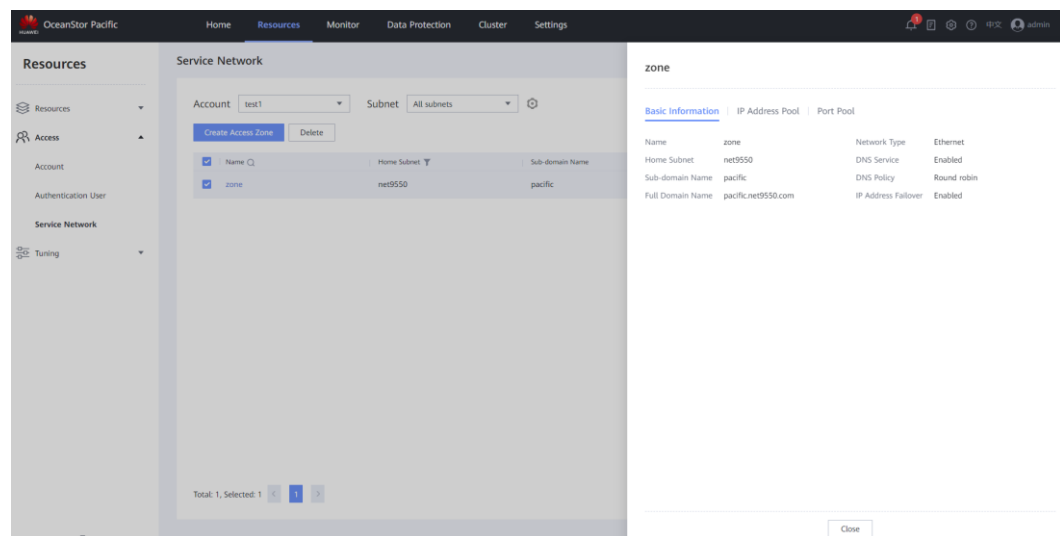 HUAWEI OceanStor Pacific Home Resources Monitor Data Protection Cluster Settings 1 中文 admin
Resources
Resources
Access
Account
Authentication User
Service Network
Tuning
Service Network
Account test1 Subnet All subnets
Create Access Zone Delete
Name Home Subnet Sub-domain Name
zone net9550 pacific
Total: 1, Selected: 1 < 1 >
zone
Basic Information IP Address Pool Port Pool
Name zone Network Type Ethernet
Home Subnet net9550 DNS Service Enabled
Sub-domain Name pacific DNS Policy Round robin
Full Domain Name pacific.net9550.com IP Address Failover Enabled
Close